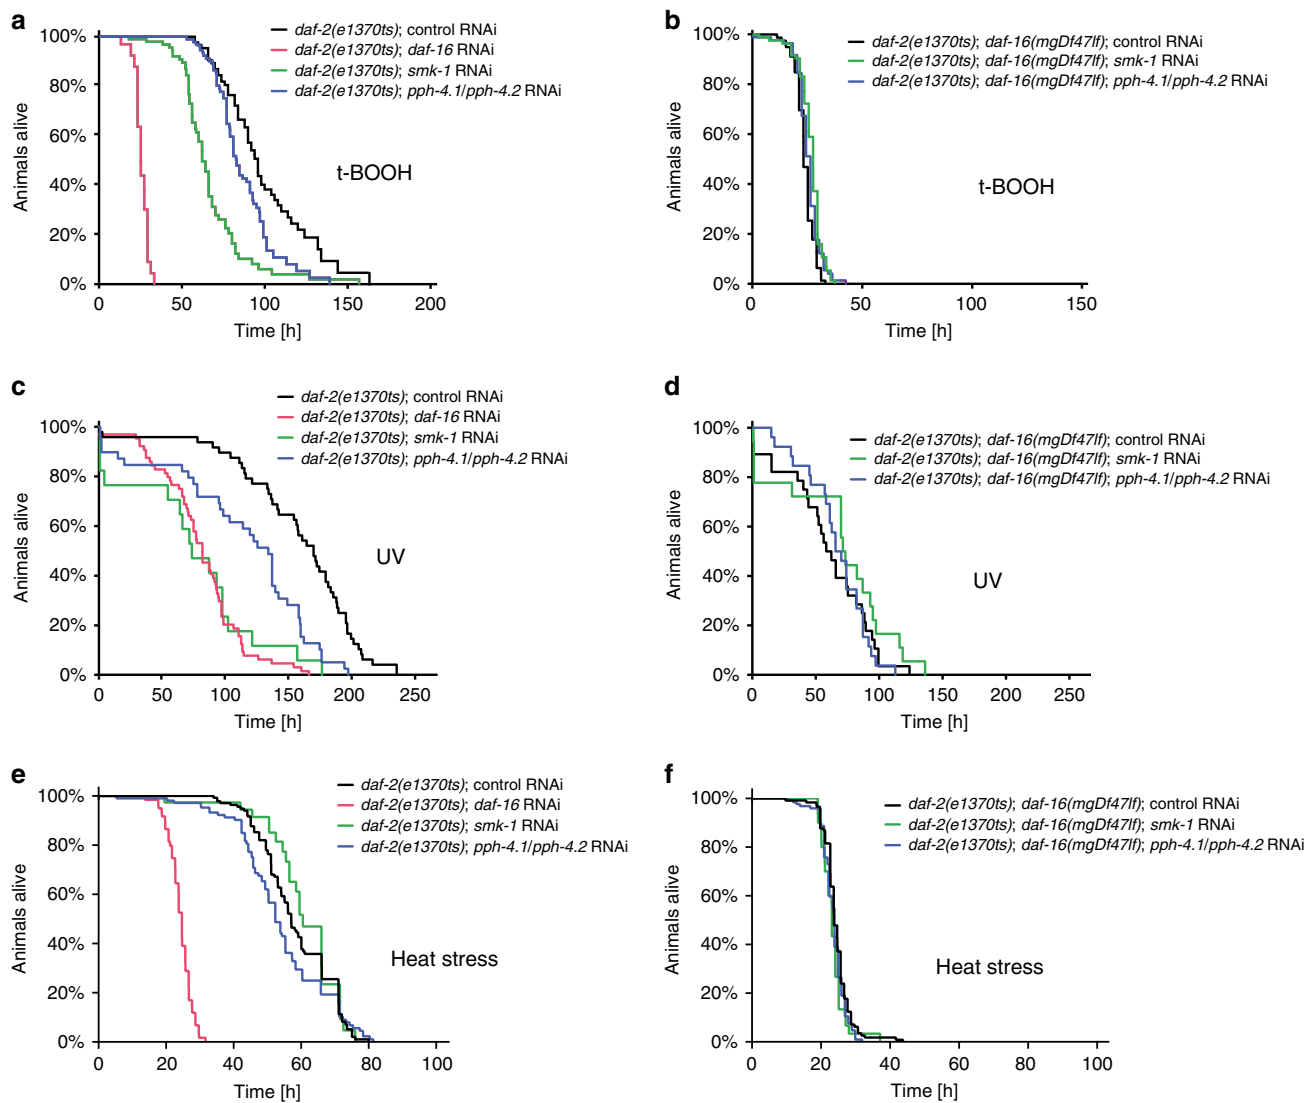 a
daf-2(e1370ts); control RNAi
daf-2(e1370ts); daf-16 RNAi
daf-2(e1370ts); smk-1 RNAi
daf-2(e1370ts); pph-4.1/pph-4.2 RNAi
100%
80%
60%
40%
20%
0%
Animals alive
t-BOOH
0 50 100 150 200
Time [h]
b
daf-2(e1370ts); daf-16(mgDf47lf); control RNAi
daf-2(e1370ts); daf-16(mgDf47lf); smk-1 RNAi
daf-2(e1370ts); daf-16(mgDf47lf); pph-4.1/pph-4.2 RNAi
100%
80%
60%
40%
20%
0%
Animals alive
t-BOOH
0 50 100 150
Time [h]
c
daf-2(e1370ts); control RNAi
daf-2(e1370ts); daf-16 RNAi
daf-2(e1370ts); smk-1 RNAi
daf-2(e1370ts); pph-4.1/pph-4.2 RNAi
100%
80%
60%
40%
20%
0%
Animals alive
UV
0 50 100 150 200 250
Time [h]
d
daf-2(e1370ts); daf-16(mgDf47lf); control RNAi
daf-2(e1370ts); daf-16(mgDf47lf); smk-1 RNAi
daf-2(e1370ts); daf-16(mgDf47lf); pph-4.1/pph-4.2 RNAi
100%
80%
60%
40%
20%
0%
Animals alive
UV
0 50 100 150 200 250
Time [h]
e
daf-2(e1370ts); control RNAi
daf-2(e1370ts); daf-16 RNAi
daf-2(e1370ts); smk-1 RNAi
daf-2(e1370ts); pph-4.1/pph-4.2 RNAi
100%
80%
60%
40%
20%
0%
Animals alive
Heat stress
0 20 40 60 80 100
Time [h]
f
daf-2(e1370ts); daf-16(mgDf47lf); control RNAi
daf-2(e1370ts); daf-16(mgDf47lf); smk-1 RNAi
daf-2(e1370ts); daf-16(mgDf47lf); pph-4.1/pph-4.2 RNAi
100%
80%
60%
40%
20%
0%
Animals alive
Heat stress
0 20 40 60 80 100
Time [h]